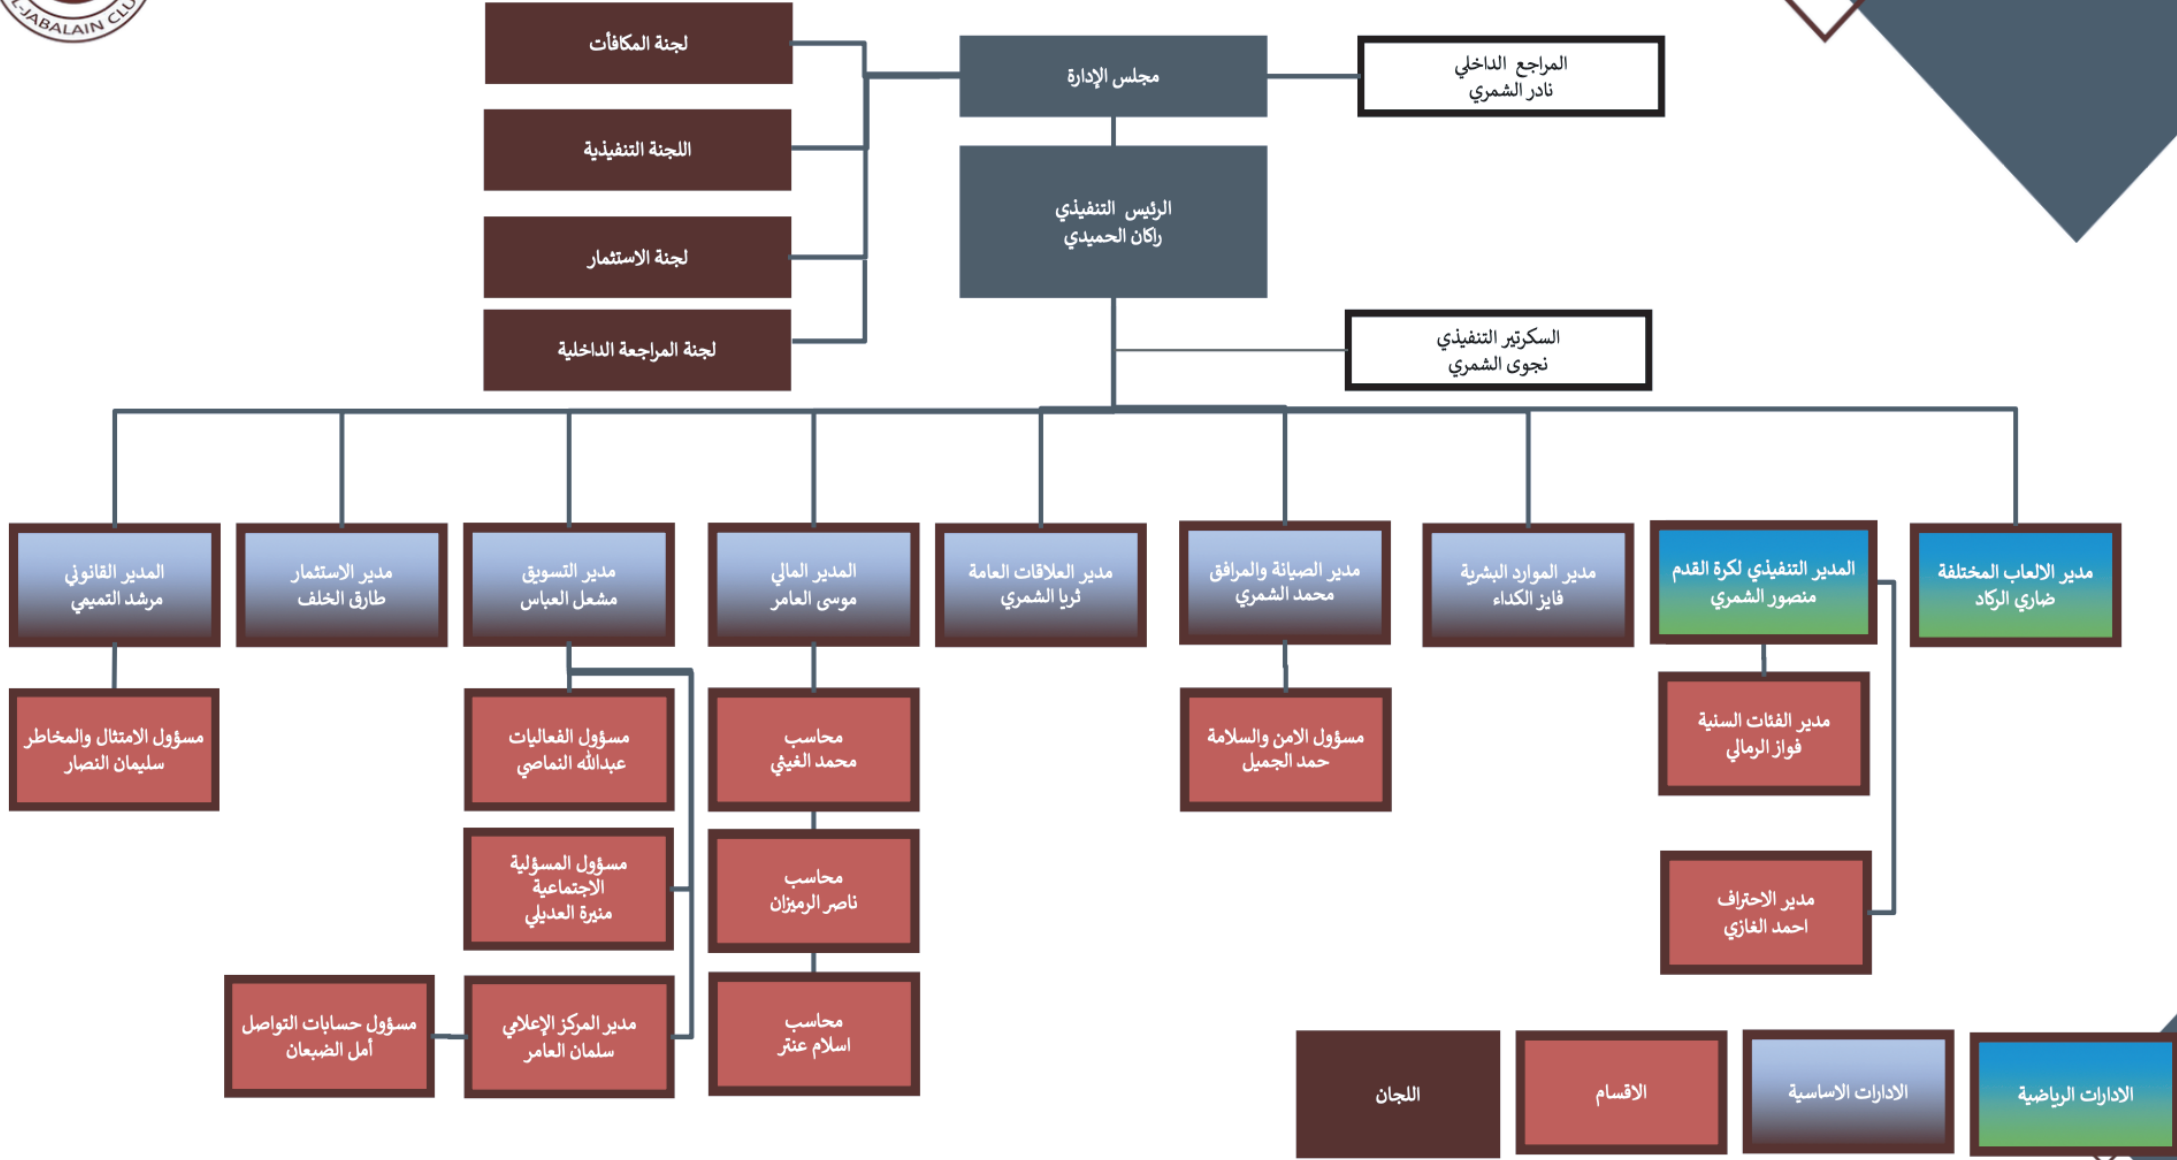 L-JABALAIN CLU
لجنة المكافأت
مجلس الإدارة
المراجع الداخلي
نادر الشمري
اللجنة التنفيذية
الرئيس التنفيذي
راكان الحميدي
لجنة الاستثمار
لجنة المراجعة الداخلية
السكرتير التنفيذي
نجوى الشمري
مدير الالعاب المختلفة
ضاري الركاد
المدير التنفيذي لكرة القدم
منصور الشمري
مدير الموارد البشرية
فايز الكداء
مدير الصيانة والمرافق
محمد الشمري
مدير العلاقات العامة
ثريا الشمري
المدير المالي
موسى العامر
مدير التسويق
مشعل العباس
مدير الاستثمار
طارق الخلف
المدير القانوني
مرشد التميمي
مدير الفئات السنية
فواز الرمالي
مسؤول الامن والسلامة
حمد الجميل
محاسب
محمد الغيثي
مسؤول الفعاليات
عبدالله النماصي
مسؤول الامتثال والمخاطر
سليمان النصار
مدير الاحتراف
احمد الغازي
محاسب
ناصر الرميزان
مسؤول المسؤلية
الاجتماعية
منيرة العديلي
محاسب
اسلام عنتر
مدير المركز الإعلامي
سلمان العامر
مسؤول حسابات التواصل
أمل الضبعان
الادارات الرياضية
الادارات الاساسية
الاقسام
اللجان